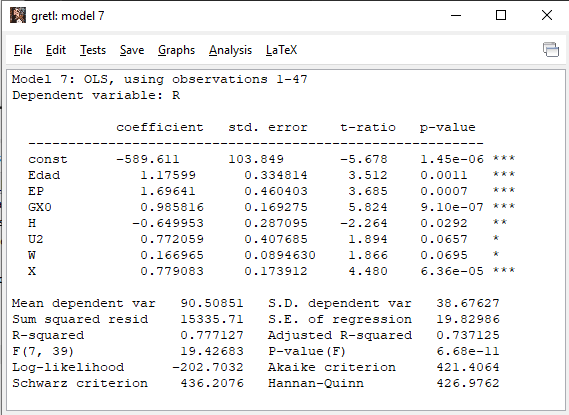 gretl: model 7
File Edit Tests Save Graphs Analysis LaTeX
Model 7: OLS, using observations 1-47
Dependent variable: R
coefficient std. error t-ratio p-value
const -589.611 103.849 -5.678 1.45e-06 ***
Edad 1.17599 0.334814 3.512 0.0011 ***
EP 1.69641 0.460403 3.685 0.0007 ***
GX0 0.985816 0.169275 5.824 9.10e-07 ***
H -0.649953 0.287095 -2.264 0.0292 **
U2 0.772059 0.407685 1.894 0.0657 *
W 0.166965 0.0894630 1.866 0.0695 *
X 0.779083 0.173912 4.480 6.36e-05 ***
Mean dependent var 90.50851 S.D. dependent var 38.67627
Sum squared resid 15335.71 S.E. of regression 19.82986
R-squared 0.777127 Adjusted R-squared 0.737125
F(7, 39) 19.42683 P-value(F) 6.68e-11
Log-likelihood -202.7032 Akaike criterion 421.4064
Schwarz criterion 436.2076 Hannan-Quinn 426.9762